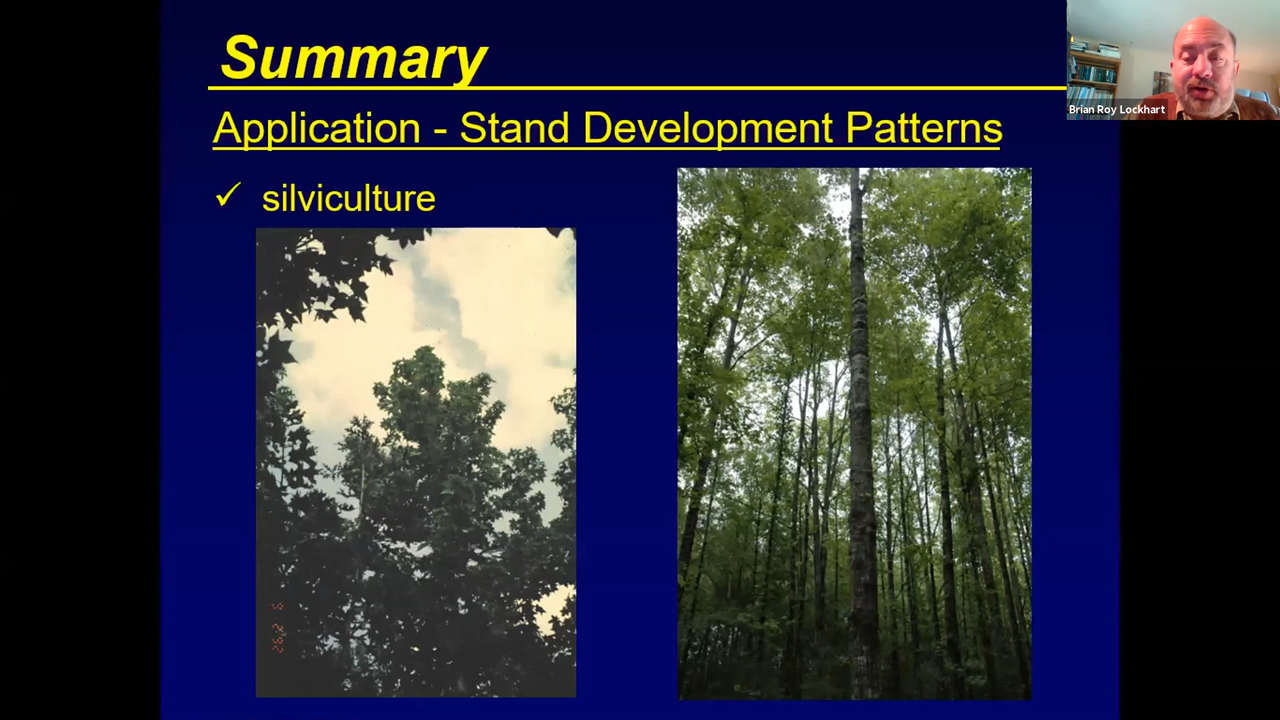 Summary
Application - Stand Development Patterns
✓ silviculture
Brian Roy Lockhart